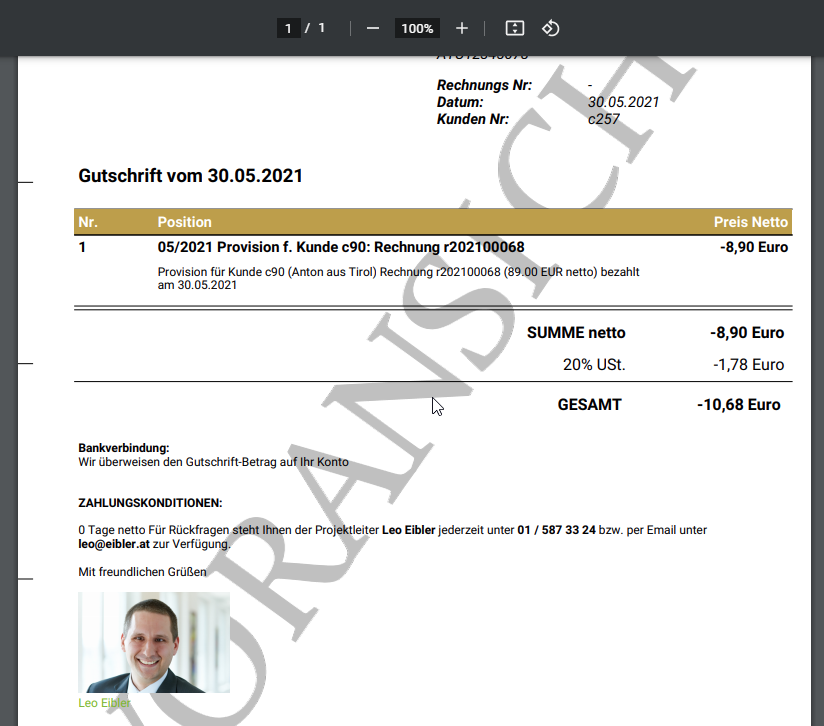 1 / 1 100%
Rechnungs Nr: -
Datum: 30.05.2021
Kunden Nr: c257
Gutschrift vom 30.05.2021
Nr. Position Preis Netto
1 05/2021 Provision f. Kunde c90: Rechnung r202100068 -8,90 Euro
Provision für Kunde c90 (Anton aus Tirol) Rechnung r202100068 (89.00 EUR netto) bezahlt
am 30.05.2021
SUMME netto -8,90 Euro
20% USt. -1,78 Euro
GESAMT -10,68 Euro
Bankverbindung:
Wir überweisen den Gutschrift-Betrag auf Ihr Konto
ZAHLUNGSKONDITIONEN:
0 Tage netto Für Rückfragen steht Ihnen der Projektleiter Leo Eibler jederzeit unter 01 / 587 33 24 bzw. per Email unter
leo@eibler.at zur Verfügung.
Mit freundlichen Grüßen
Leo Eibler
ORANSICH